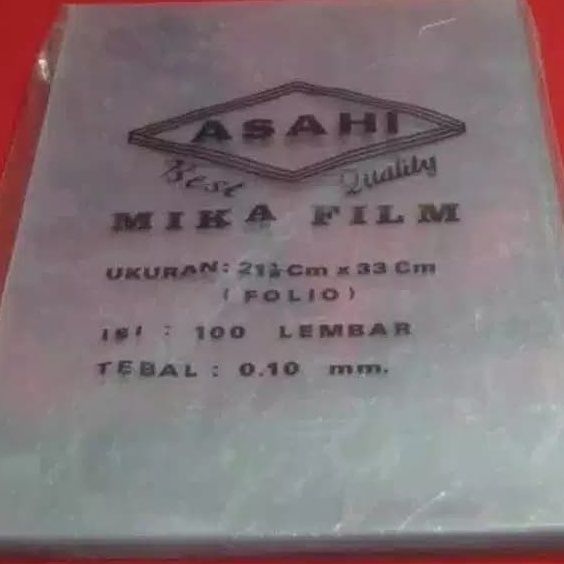 ASAHI
Best Quality
MIKA FILM
UKURAN: 21½ Cm x 33 Cm
( FOLIO )
ISI : 100 LEMBAR
TEBAL : 0.10 mm.